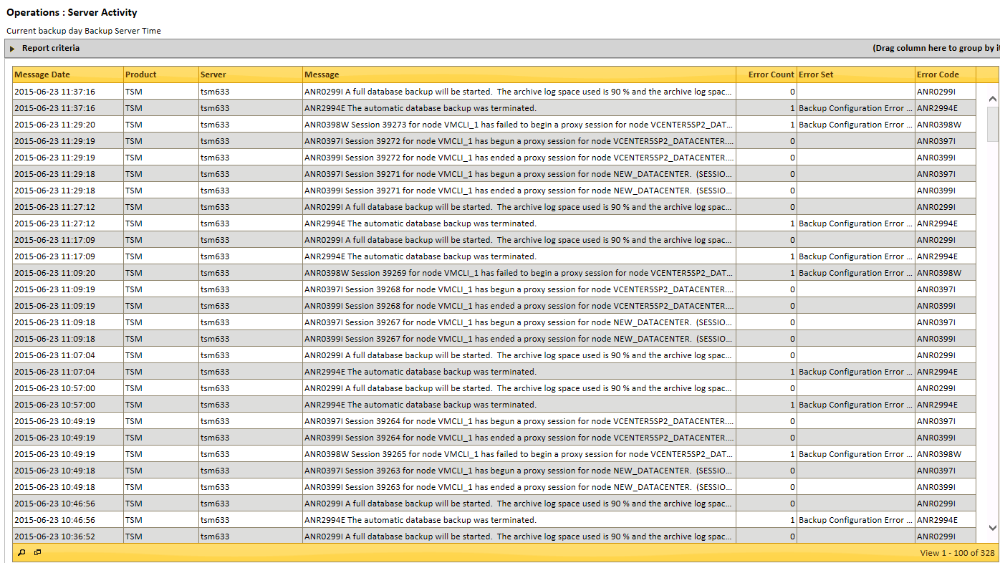 Operations : Server Activity
Current backup day Backup Server Time
Report criteria (Drag column here to group by it
Message Date Product Server Message Error Count Error Set Error Code
2015-06-23 11:37:16 TSM tsm633 ANR0299I A full database backup will be started. The archive log space used is 90 % and the archive log spac... 0 ANR0299I
2015-06-23 11:37:16 TSM tsm633 ANR2994E The automatic database backup was terminated. 1 Backup Configuration Error ... ANR2994E
2015-06-23 11:29:20 TSM tsm633 ANR0398W Session 39273 for node VMCLI_1 has failed to begin a proxy session for node VCENTER5SP2_DAT... 1 Backup Configuration Error ... ANR0398W
2015-06-23 11:29:19 TSM tsm633 ANR0397I Session 39272 for node VMCLI_1 has begun a proxy session for node VCENTER5SP2_DATACENTER.... 0 ANR0397I
2015-06-23 11:29:19 TSM tsm633 ANR0399I Session 39272 for node VMCLI_1 has ended a proxy session for node VCENTER5SP2_DATACENTER.... 0 ANR0399I
2015-06-23 11:29:18 TSM tsm633 ANR0397I Session 39271 for node VMCLI_1 has begun a proxy session for node NEW_DATACENTER. (SESSIO... 0 ANR0397I
2015-06-23 11:29:18 TSM tsm633 ANR0399I Session 39271 for node VMCLI_1 has ended a proxy session for node NEW_DATACENTER. (SESSIO... 0 ANR0399I
2015-06-23 11:27:12 TSM tsm633 ANR0299I A full database backup will be started. The archive log space used is 90 % and the archive log spac... 0 ANR0299I
2015-06-23 11:27:12 TSM tsm633 ANR2994E The automatic database backup was terminated. 1 Backup Configuration Error ... ANR2994E
2015-06-23 11:17:09 TSM tsm633 ANR0299I A full database backup will be started. The archive log space used is 90 % and the archive log spac... 0 ANR0299I
2015-06-23 11:17:09 TSM tsm633 ANR2994E The automatic database backup was terminated. 1 Backup Configuration Error ... ANR2994E
2015-06-23 11:09:20 TSM tsm633 ANR0398W Session 39269 for node VMCLI_1 has failed to begin a proxy session for node VCENTER5SP2_DAT... 1 Backup Configuration Error ... ANR0398W
2015-06-23 11:09:19 TSM tsm633 ANR0397I Session 39268 for node VMCLI_1 has begun a proxy session for node VCENTER5SP2_DATACENTER.... 0 ANR0397I
2015-06-23 11:09:19 TSM tsm633 ANR0399I Session 39268 for node VMCLI_1 has ended a proxy session for node VCENTER5SP2_DATACENTER.... 0 ANR0399I
2015-06-23 11:09:18 TSM tsm633 ANR0397I Session 39267 for node VMCLI_1 has begun a proxy session for node NEW_DATACENTER. (SESSIO... 0 ANR0397I
2015-06-23 11:09:18 TSM tsm633 ANR0399I Session 39267 for node VMCLI_1 has ended a proxy session for node NEW_DATACENTER. (SESSIO... 0 ANR0399I
2015-06-23 11:07:04 TSM tsm633 ANR0299I A full database backup will be started. The archive log space used is 90 % and the archive log spac... 0 ANR0299I
2015-06-23 11:07:04 TSM tsm633 ANR2994E The automatic database backup was terminated. 1 Backup Configuration Error ... ANR2994E
2015-06-23 10:57:00 TSM tsm633 ANR0299I A full database backup will be started. The archive log space used is 90 % and the archive log spac... 0 ANR0299I
2015-06-23 10:57:00 TSM tsm633 ANR2994E The automatic database backup was terminated. 1 Backup Configuration Error ... ANR2994E
2015-06-23 10:49:19 TSM tsm633 ANR0397I Session 39264 for node VMCLI_1 has begun a proxy session for node VCENTER5SP2_DATACENTER.... 0 ANR0397I
2015-06-23 10:49:19 TSM tsm633 ANR0399I Session 39264 for node VMCLI_1 has ended a proxy session for node VCENTER5SP2_DATACENTER.... 0 ANR0399I
2015-06-23 10:49:19 TSM tsm633 ANR0398W Session 39265 for node VMCLI_1 has failed to begin a proxy session for node VCENTER5SP2_DAT... 1 Backup Configuration Error ... ANR0398W
2015-06-23 10:49:18 TSM tsm633 ANR0397I Session 39263 for node VMCLI_1 has begun a proxy session for node NEW_DATACENTER. (SESSIO... 0 ANR0397I
2015-06-23 10:49:18 TSM tsm633 ANR0399I Session 39263 for node VMCLI_1 has ended a proxy session for node NEW_DATACENTER. (SESSIO... 0 ANR0399I
2015-06-23 10:46:56 TSM tsm633 ANR0299I A full database backup will be started. The archive log space used is 90 % and the archive log spac... 0 ANR0299I
2015-06-23 10:46:56 TSM tsm633 ANR2994E The automatic database backup was terminated. 1 Backup Configuration Error ... ANR2994E
2015-06-23 10:36:52 TSM tsm633 ANR0299I A full database backup will be started. The archive log space used is 90 % and the archive log spac... 0 ANR0299I
View 1 - 100 of 328